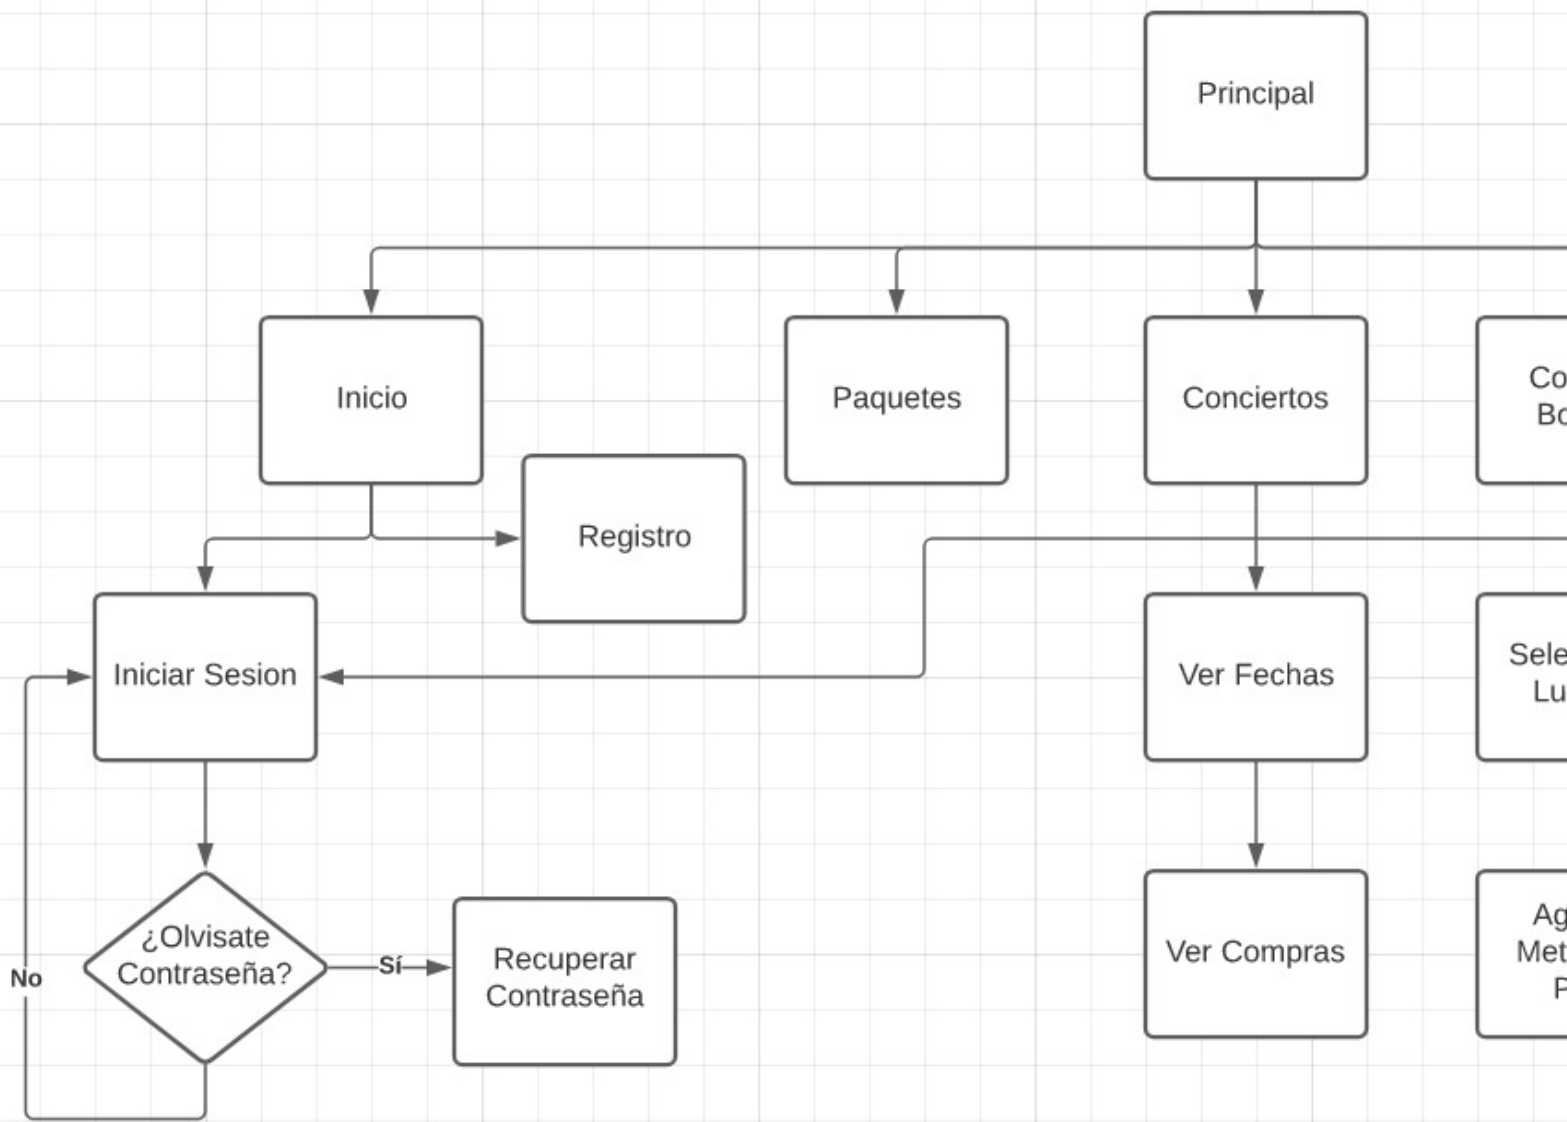 Principal
Inicio
Paquetes
Conciertos
Registro
Iniciar Sesion
Ver Fechas
¿Olvisate
Contraseña?
Sí
No
Recuperar
Contraseña
Ver Compras